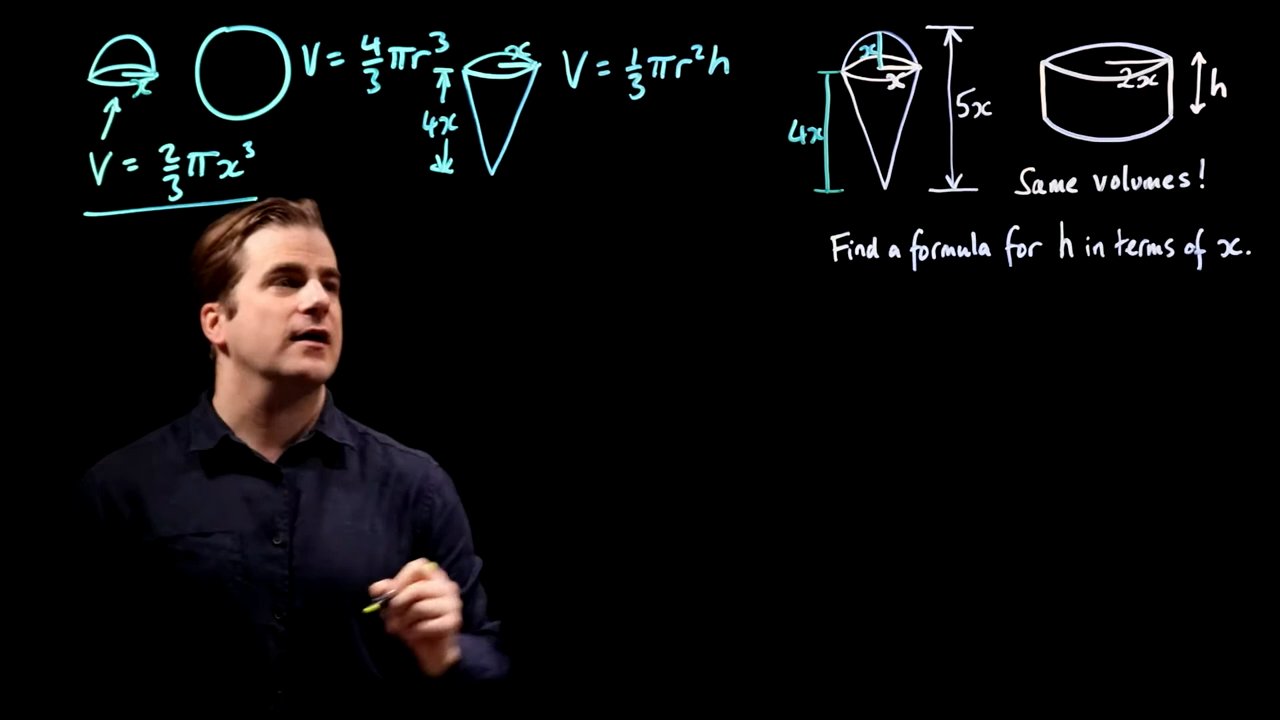 x
V = 4/3 πr³
V = 2/3 πx³
x
4x
V = 1/3 πr²h
x
x
4x
5x
2x
h
Same volumes!
Find a formula for h in terms of x.